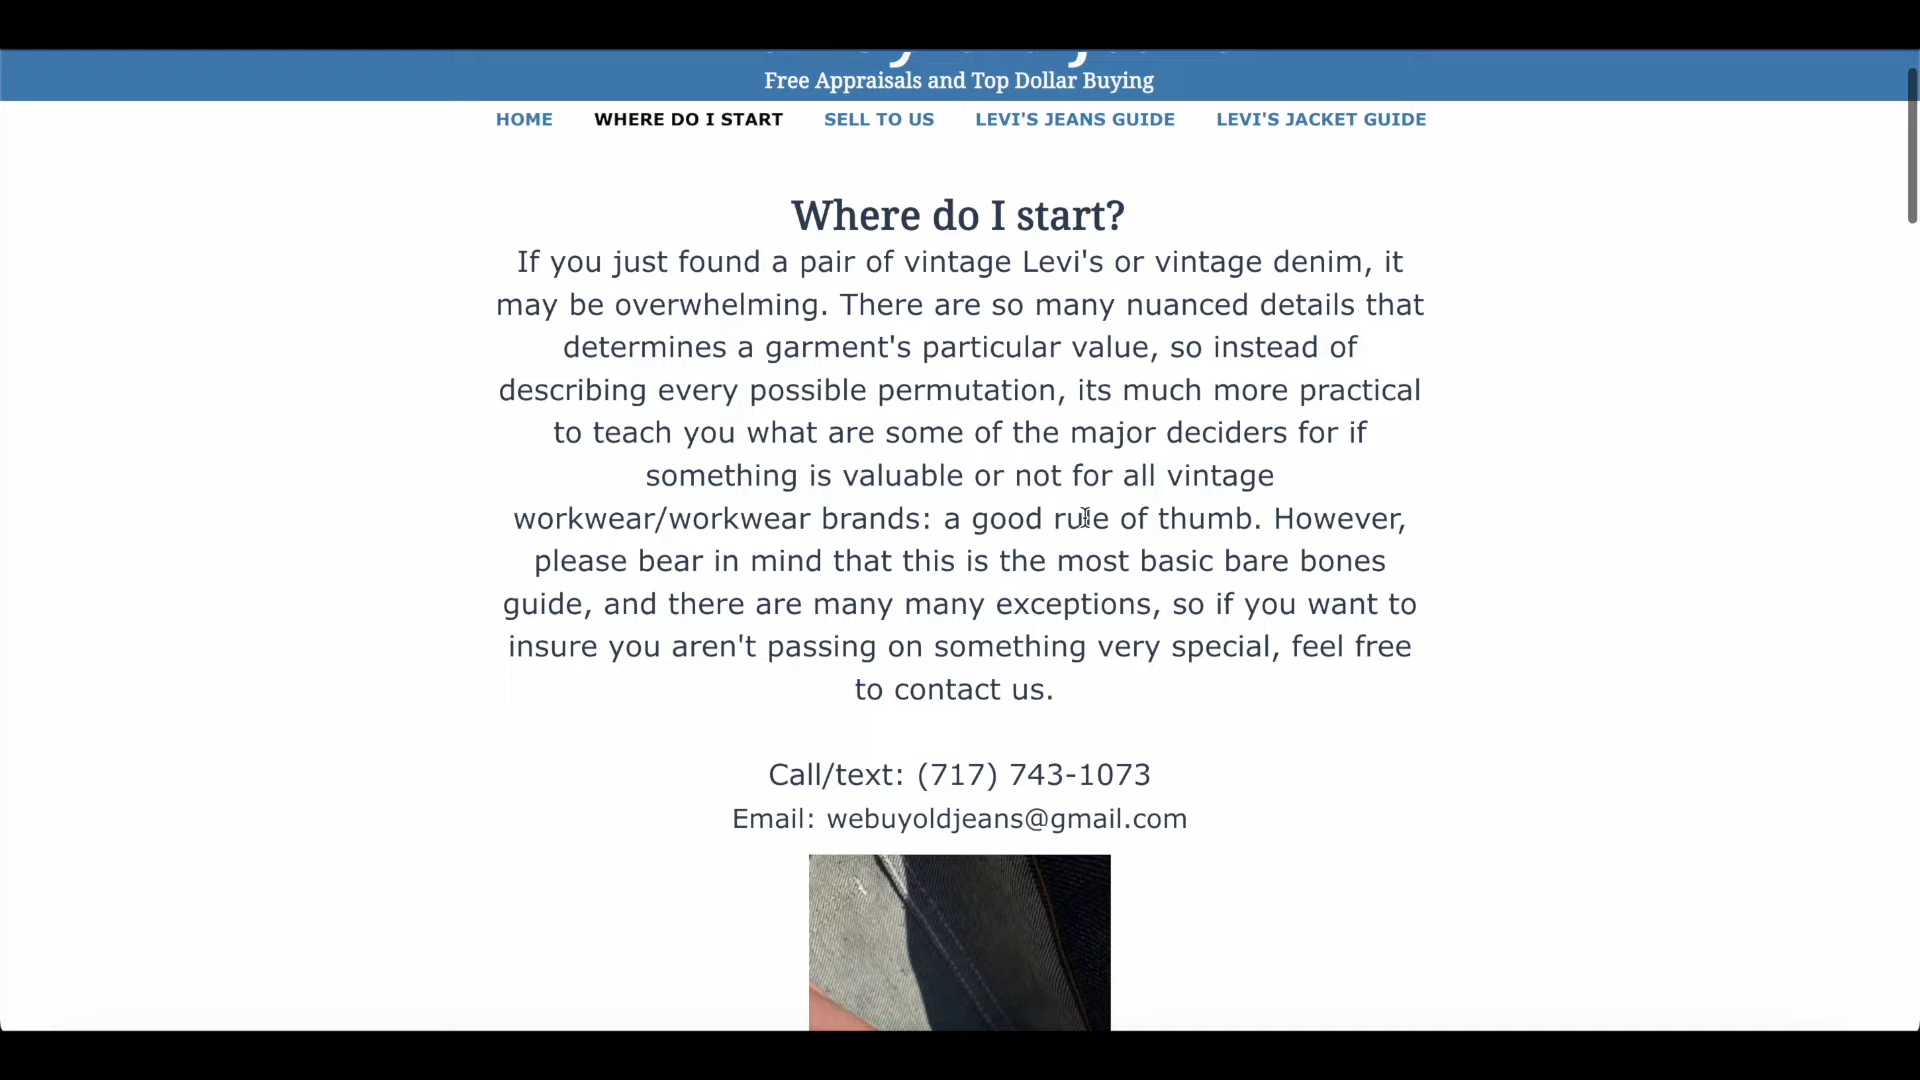 Free Appraisals and Top Dollar Buying
HOME WHERE DO I START SELL TO US LEVI'S JEANS GUIDE LEVI'S JACKET GUIDE
Where do I start?
If you just found a pair of vintage Levi's or vintage denim, it
may be overwhelming. There are so many nuanced details that
determines a garment's particular value, so instead of
describing every possible permutation, its much more practical
to teach you what are some of the major deciders for if
something is valuable or not for all vintage
workwear/workwear brands: a good rule of thumb. However,
please bear in mind that this is the most basic bare bones
guide, and there are many many exceptions, so if you want to
insure you aren't passing on something very special, feel free
to contact us.
Call/text: (717) 743-1073
Email: webuyoldjeans@gmail.com